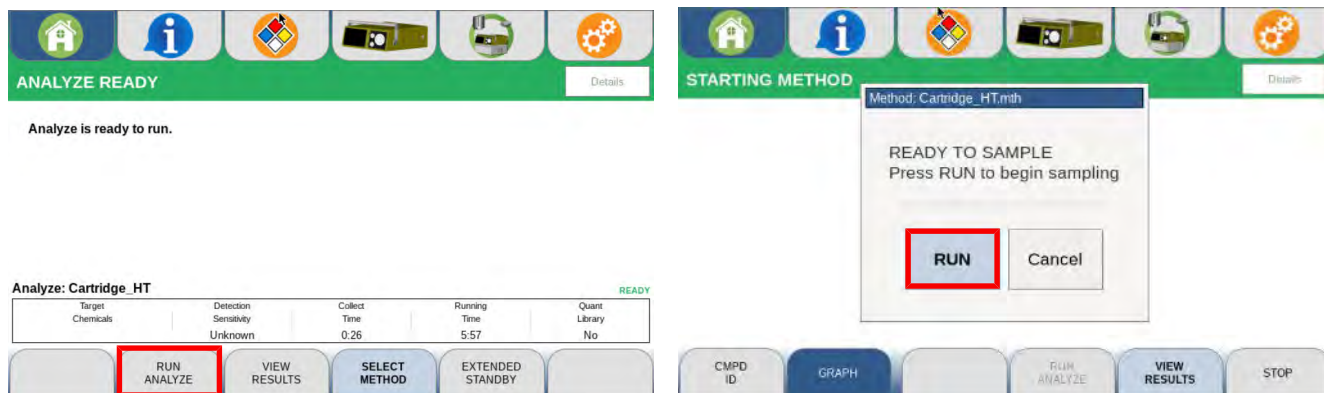 ANALYZE READY
Details
Analyze is ready to run.
Analyze: Cartridge_HT
READY
Target Chemicals
Detection Sensitivity
Collect Time
Running Time
Quant Library
Unknown
0:26
5:57
No
RUN ANALYZE
VIEW RESULTS
SELECT METHOD
EXTENDED STANDBY
STARTING METHOD
Details
Method: Cartridge_HT.mth
READY TO SAMPLE
Press RUN to begin sampling
RUN
Cancel
CMPD ID
GRAPH
RUN ANALYZE
VIEW RESULTS
STOP